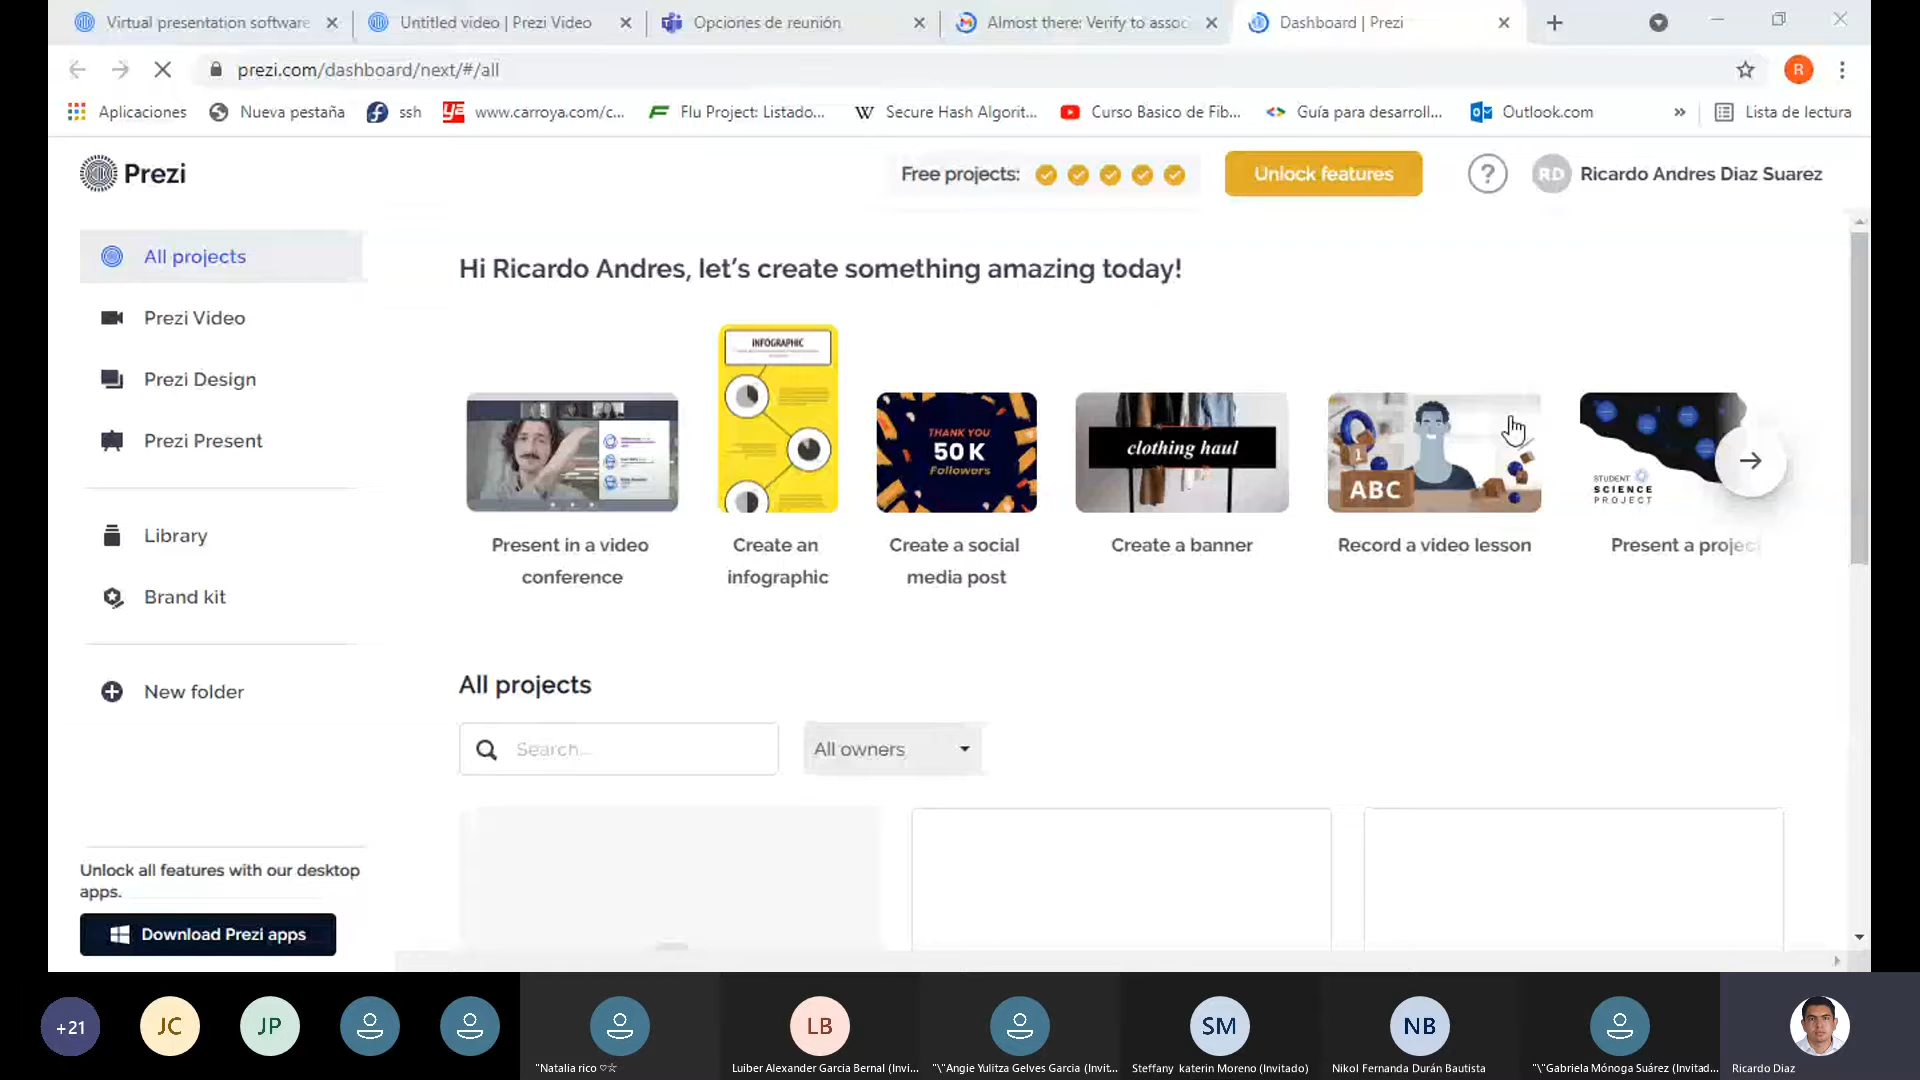 Virtual presentation software
Untitled video | Prezi Video
Opciones de reunión
Almost there: Verify to assoc
Dashboard | Prezi
prezi.com/dashboard/next/#/all
R
Aplicaciones
Nueva pestaña
ssh
www.carroya.com/c...
Flu Project: Listado...
Secure Hash Algorit...
Curso Basico de Fib...
Guía para desarroll...
Outlook.com
»
Lista de lectura
Prezi
Free projects:
Unlock features
?
RD
Ricardo Andres Diaz Suarez
All projects
Prezi Video
Prezi Design
Prezi Present
Library
Brand kit
New folder
Unlock all features with our desktop
apps.
Download Prezi apps
Hi Ricardo Andres, let's create something amazing today!
INFOGRAPHIC
THANK YOU
50K
Followers
clothing haul
1
ABC
STUDENT
SCIENCE
PROJECT
Present in a video
conference
Create an
infographic
Create a social
media post
Create a banner
Record a video lesson
Present a projec
All projects
Search...
All owners
+21
JC
JP
LB
SM
NB
"Natalia rico ♡☆
Luiber Alexander Garcia Bernal (Invi...
"\"Angie Yulitza Gelves Garcia (Invit...
Steffany katerin Moreno (Invitado)
Nikol Fernanda Durán Bautista
"\"Gabriela Mónoga Suárez (Invitad...
Ricardo Diaz